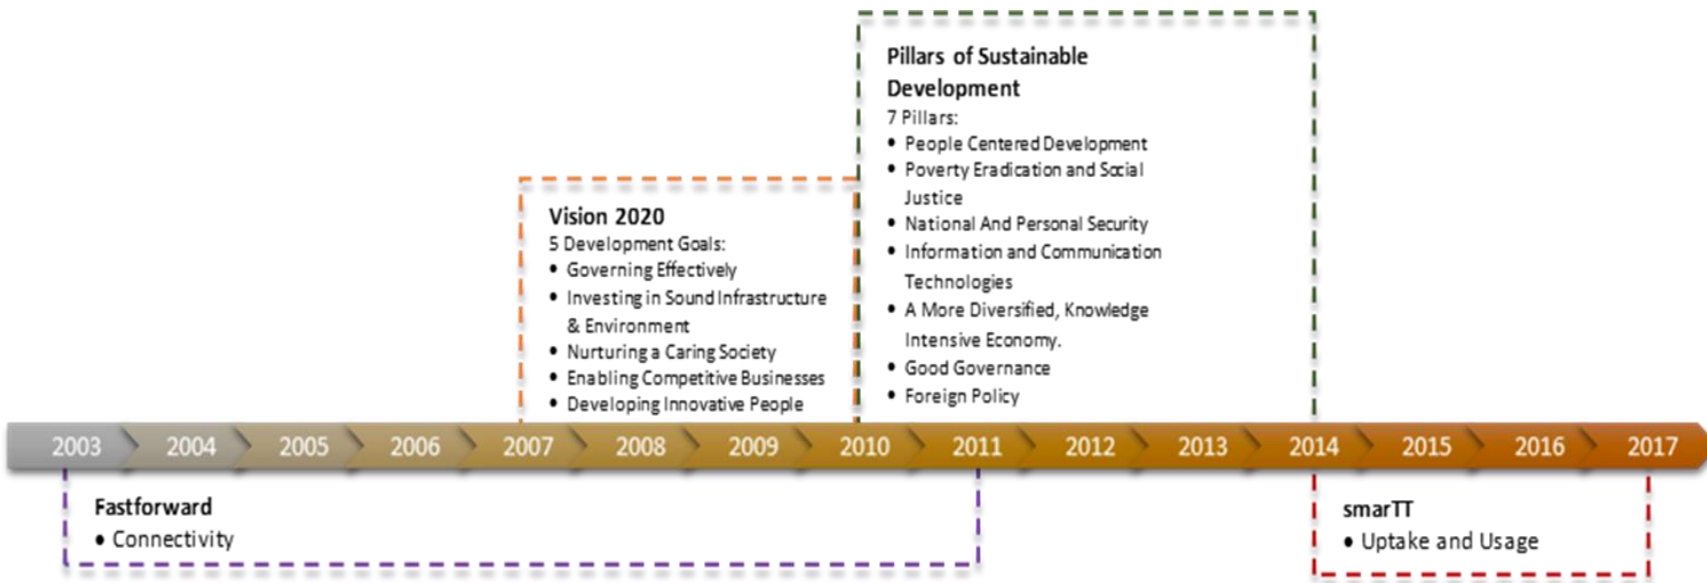 Pillars of Sustainable
Development
7 Pillars:
• People Centered Development
• Poverty Eradication and Social
Justice
• National And Personal Security
• Information and Communication
Technologies
• A More Diversified, Knowledge
Intensive Economy.
• Good Governance
• Foreign Policy
Vision 2020
5 Development Goals:
• Governing Effectively
• Investing in Sound Infrastructure
& Environment
• Nurturing a Caring Society
• Enabling Competitive Businesses
• Developing Innovative People
2003 2004 2005 2006 2007 2008 2009 2010 2011 2012 2013 2014 2015 2016 2017
Fastforward
• Connectivity
smarTT
• Uptake and Usage